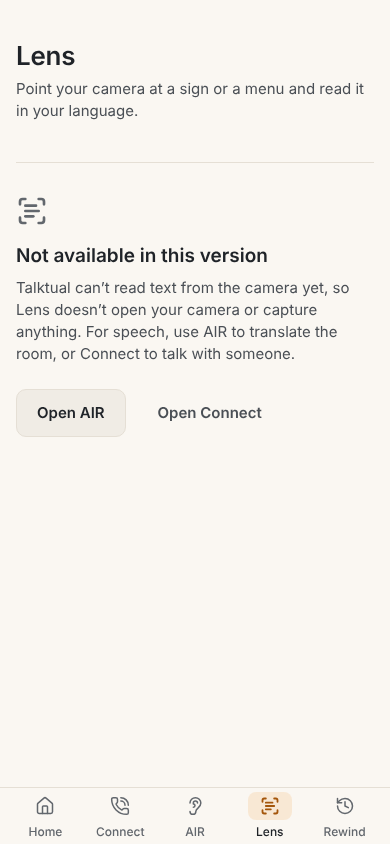 Lens
Point your camera at a sign or a menu and read it
in your language.
Not available in this version
Talktual can’t read text from the camera yet, so
Lens doesn’t open your camera or capture
anything. For speech, use AIR to translate the
room, or Connect to talk with someone.
Open AIR
Open Connect
Home
Connect
AIR
Lens
Rewind